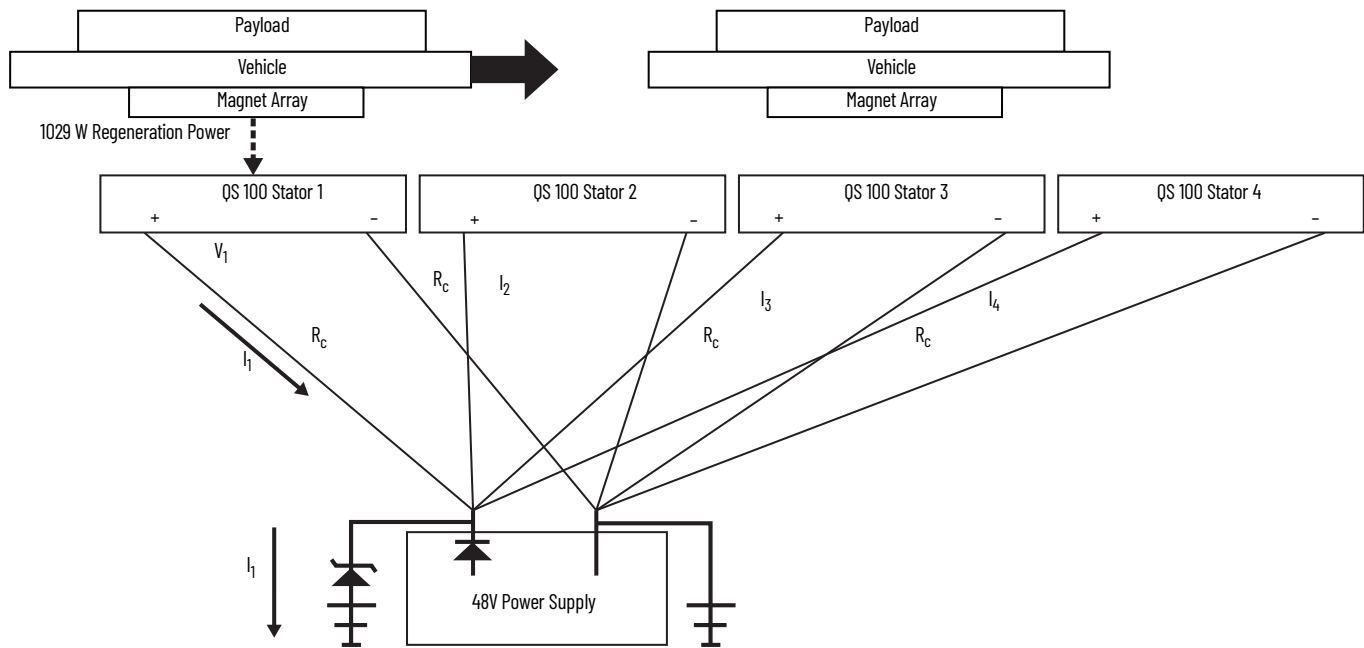 Payload
Payload
Vehicle
Vehicle
Magnet Array
Magnet Array
1029 W Regeneration Power
QS 100 Stator 1
QS 100 Stator 2
QS 100 Stator 3
QS 100 Stator 4
+ -
+ -
+ -
+ -
V1
Rc
I2
I3
I4
I1
Rc
Rc
Rc
I1
48V Power Supply